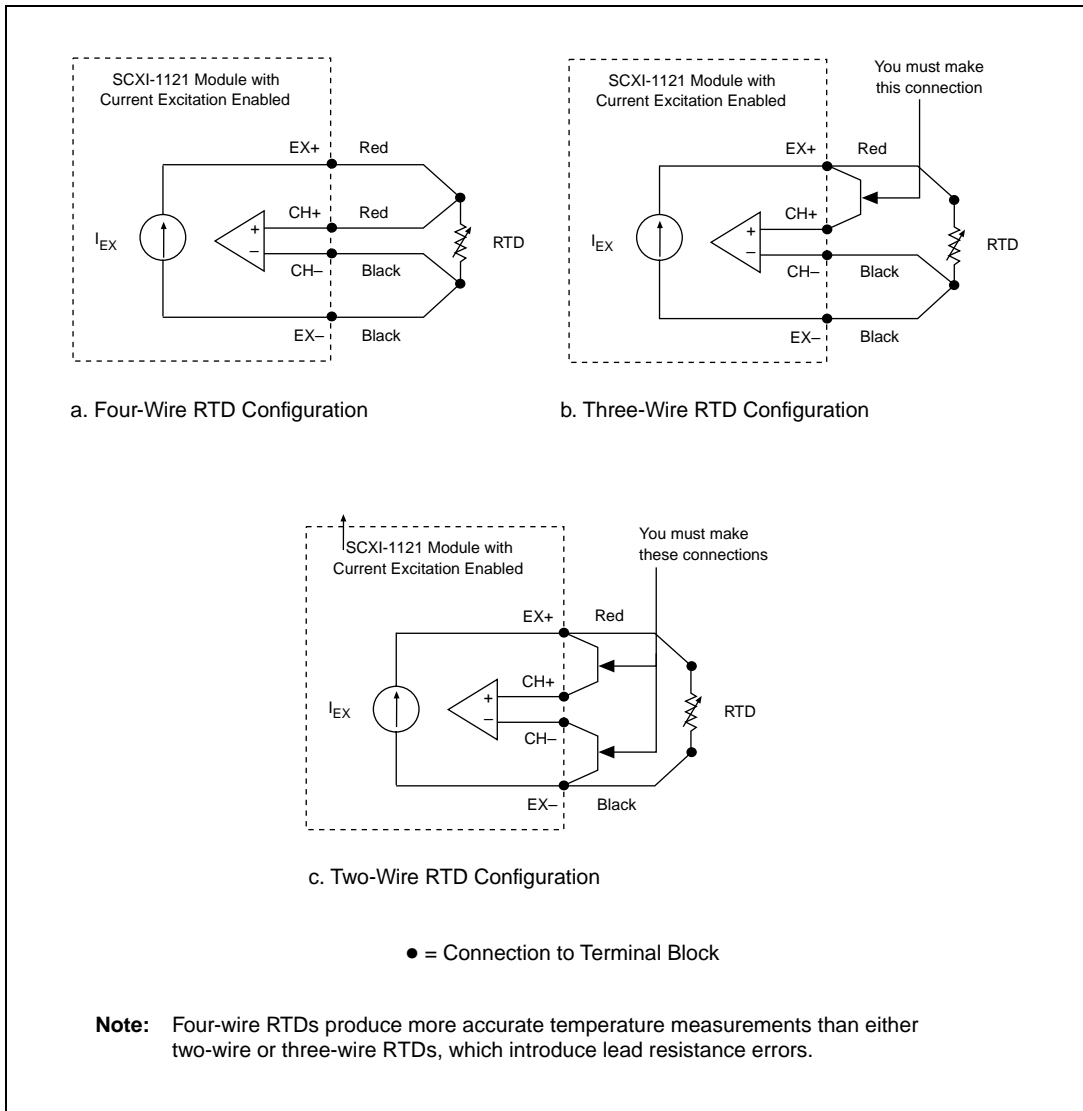 SCXI-1121 Module with
Current Excitation Enabled
EX+
Red
CH+
Red
+
−
I_EX
RTD
CH–
Black
EX–
Black
a. Four-Wire RTD Configuration
SCXI-1121 Module with
Current Excitation Enabled
You must make
this connection
EX+
Red
CH+
+
−
I_EX
RTD
CH–
Black
EX–
Black
b. Three-Wire RTD Configuration
SCXI-1121 Module with
Current Excitation Enabled
You must make
these connections
EX+
Red
CH+
+
−
I_EX
RTD
CH–
EX–
Black
c. Two-Wire RTD Configuration
● = Connection to Terminal Block
Note: Four-wire RTDs produce more accurate temperature measurements than either
two-wire or three-wire RTDs, which introduce lead resistance errors.